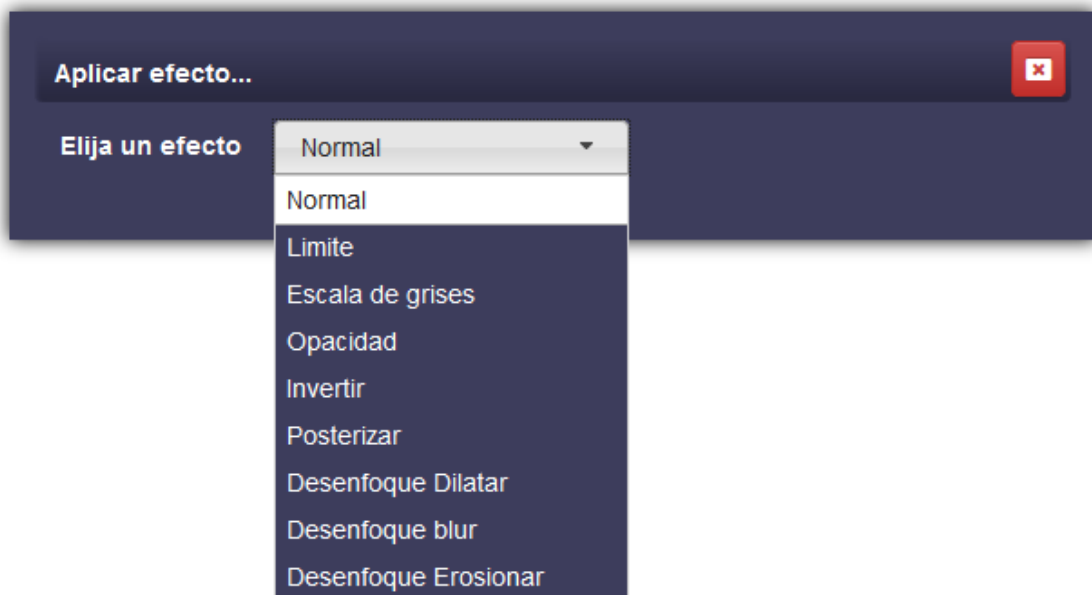 Aplicar efecto...
Elija un efecto Normal
Normal
Limite
Escala de grises
Opacidad
Invertir
Posterizar
Desenfoque Dilatar
Desenfoque blur
Desenfoque Erosionar